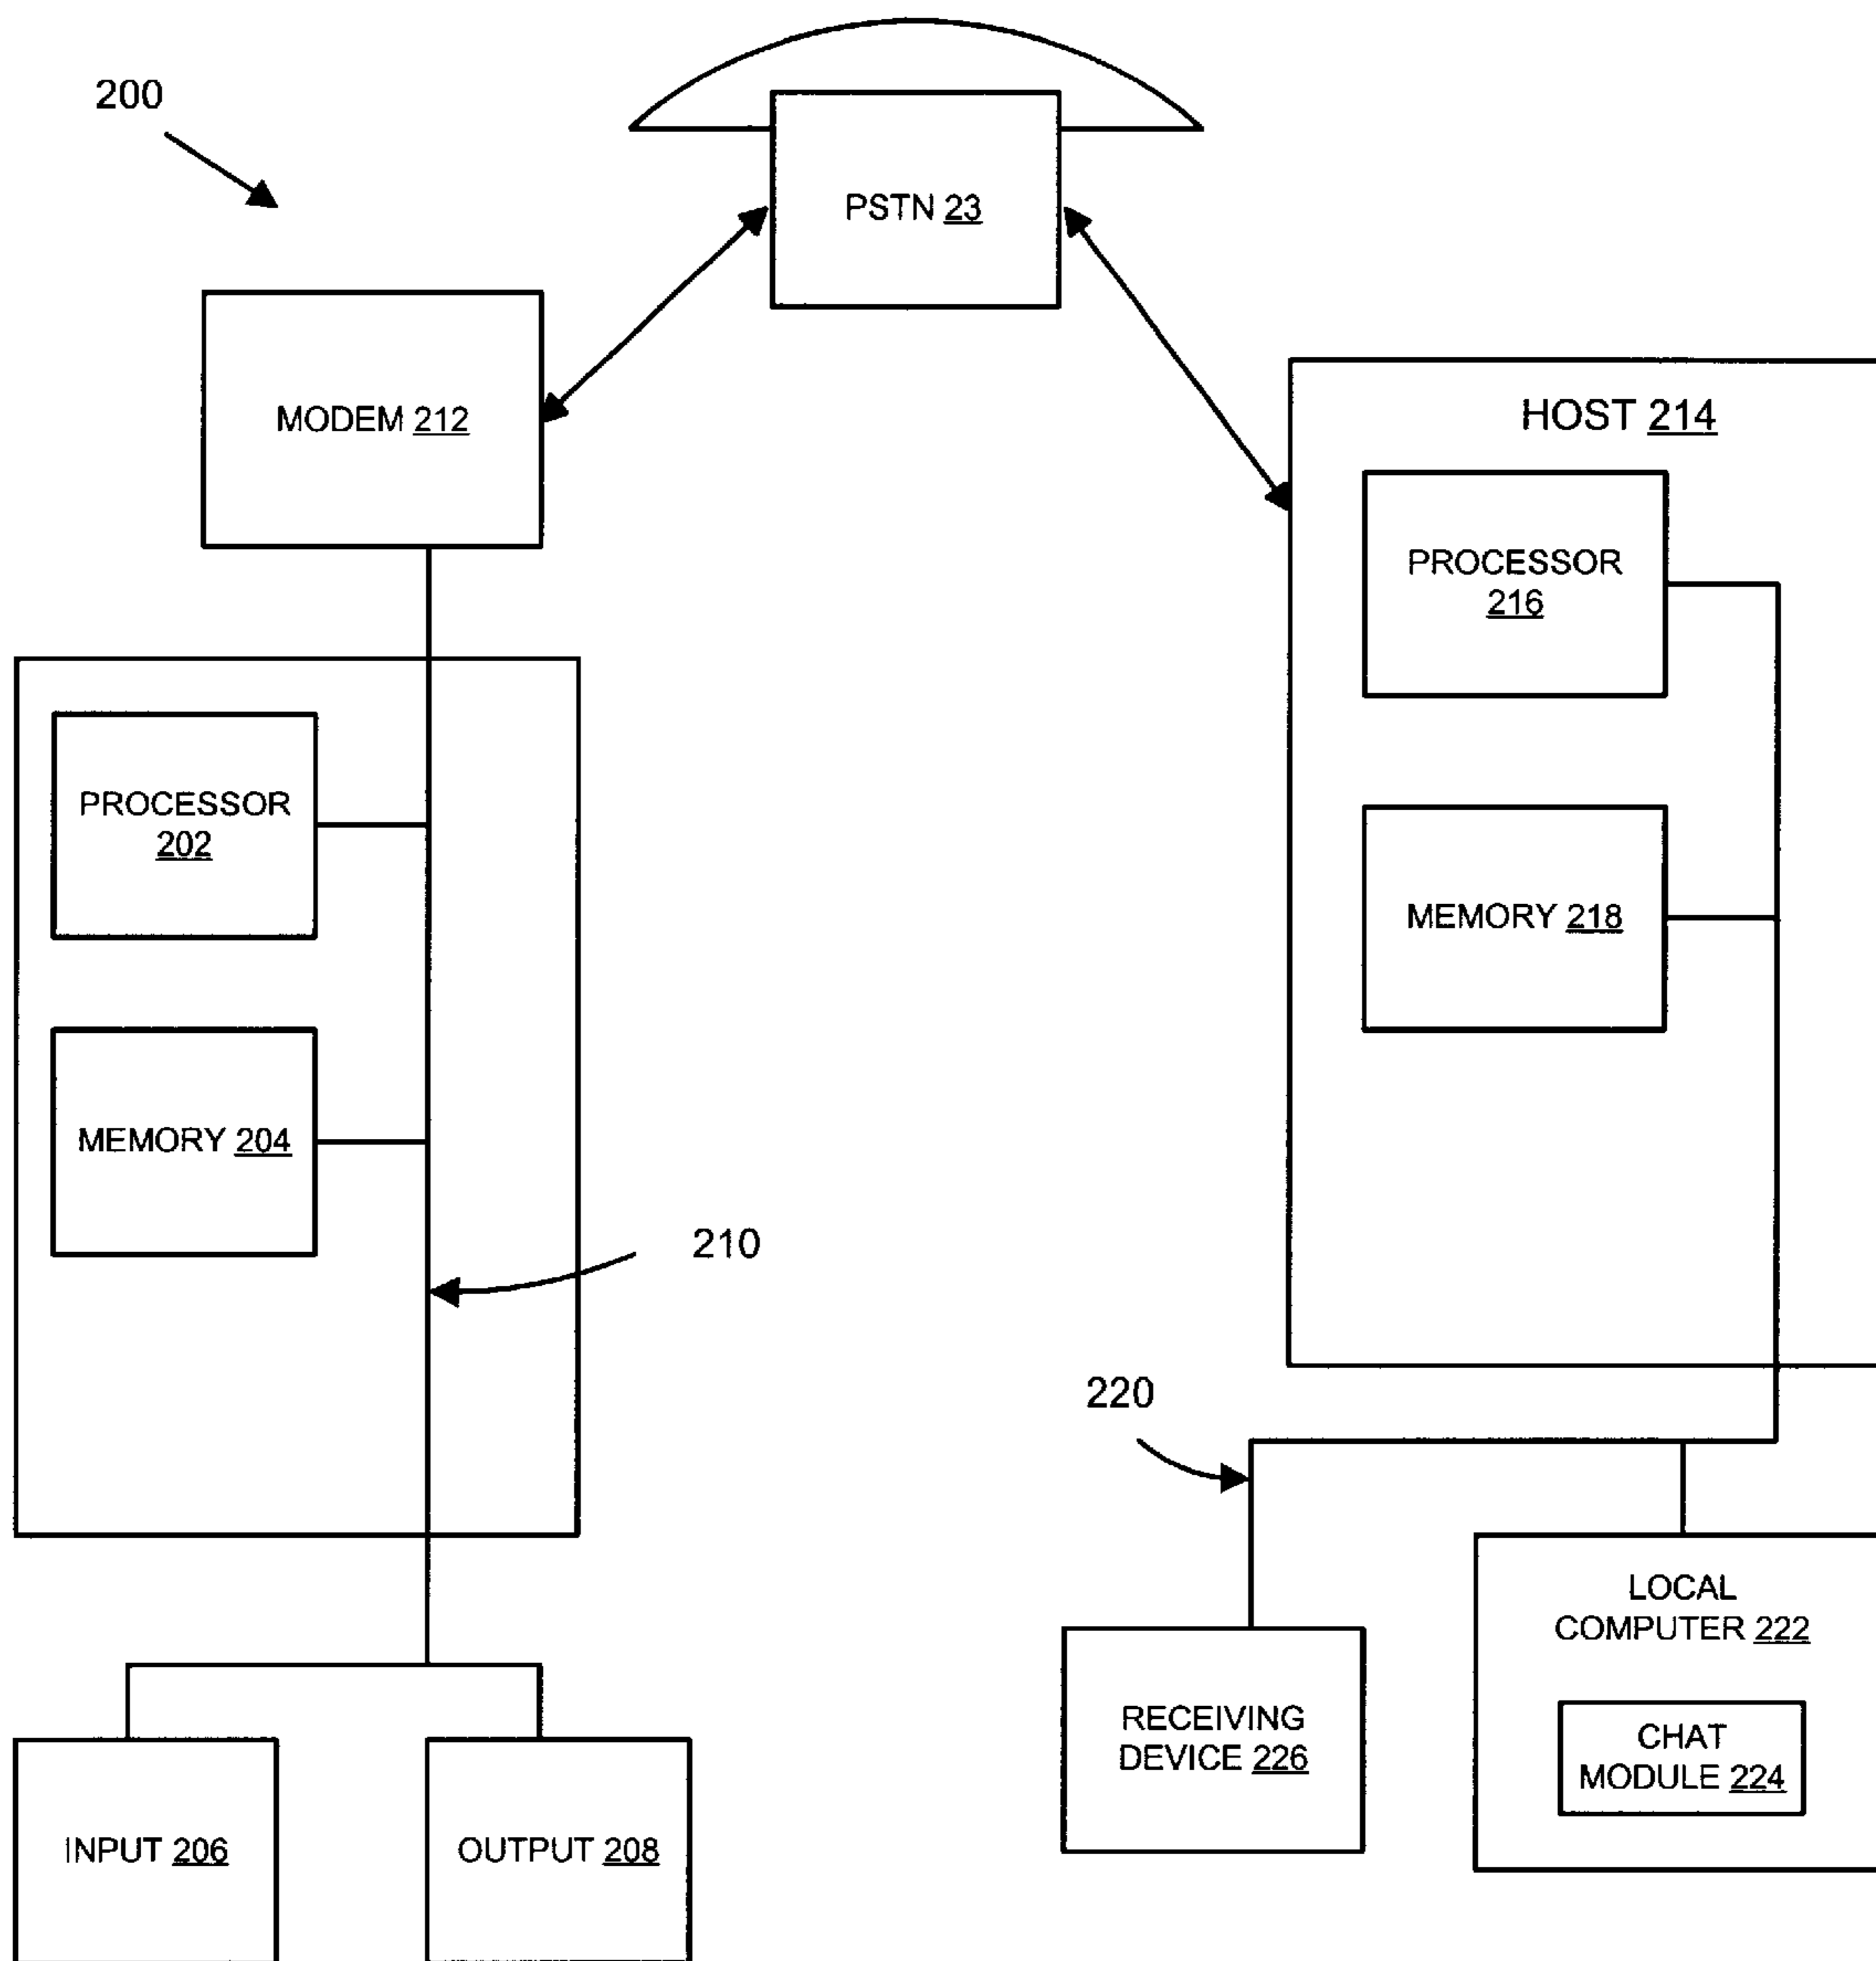 200
PSTN 23
MODEM 212
HOST 214
PROCESSOR
216
PROCESSOR
202
MEMORY 218
MEMORY 204
210
220
LOCAL
COMPUTER 222
RECEIVING
DEVICE 226
CHAT
MODULE 224
INPUT 206
OUTPUT 208